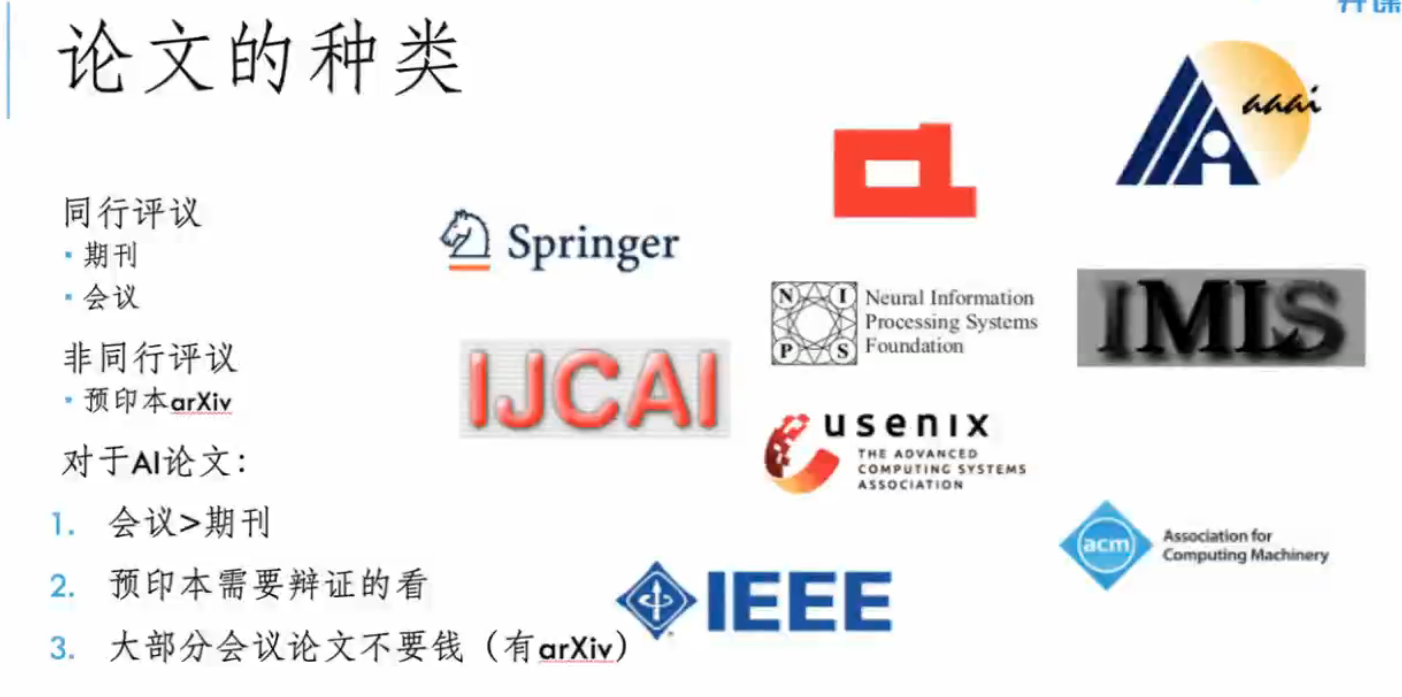 论文的种类
同行评议
· 期刊
· 会议
非同行评议
· 预印本arXiv
对于AI论文：
1. 会议>期刊
2. 预印本需要辩证的看
3. 大部分会议论文不要钱（有arXiv）
aaai
Springer
N I
P S
Neural Information
Processing Systems
Foundation
IMLS
IJCAI
usenix
THE ADVANCED
COMPUTING SYSTEMS
ASSOCIATION
acm
Association for
Computing Machinery
IEEE